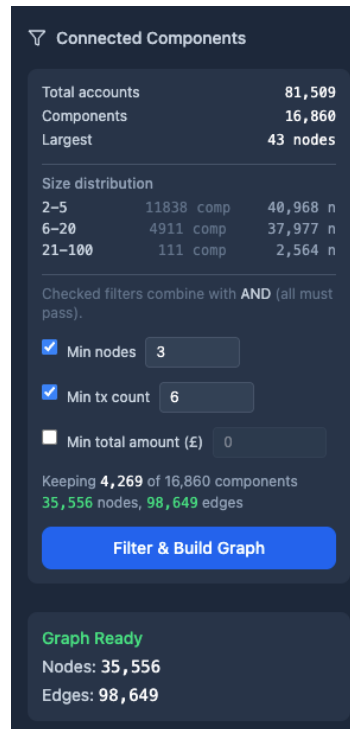 Connected Components
Total accounts 81,509
Components 16,860
Largest 43 nodes
Size distribution
2-5 11838 comp 40,968 n
6-20 4911 comp 37,977 n
21-100 111 comp 2,564 n
Checked filters combine with AND (all must
pass).
Min nodes 3
Min tx count 6
Min total amount (£) 0
Keeping 4,269 of 16,860 components
35,556 nodes, 98,649 edges
Filter & Build Graph
Graph Ready
Nodes: 35,556
Edges: 98,649